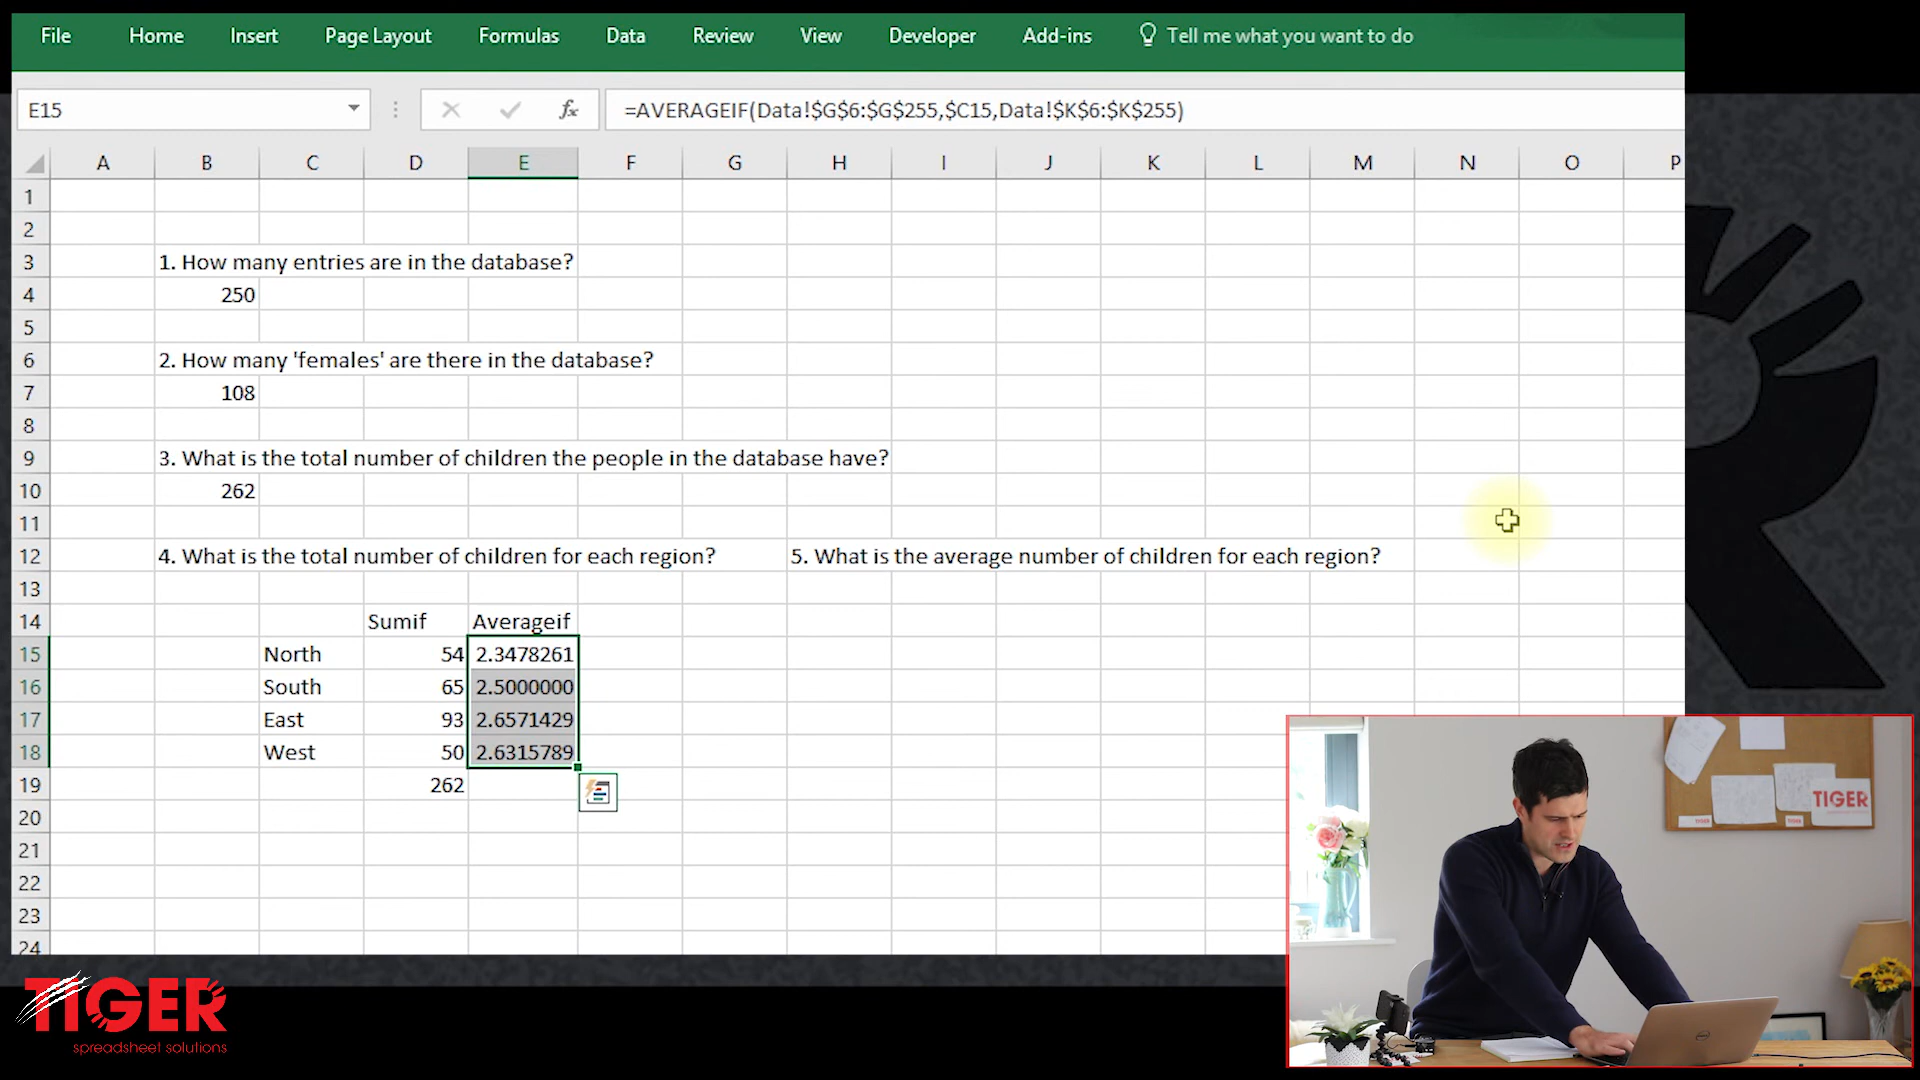 File Home Insert Page Layout Formulas Data Review View Developer Add-ins Tell me what you want to do
E15 fx =AVERAGEIF(Data!$G$6:$G$255,$C15,Data!$K$6:$K$255)
A B C D E F G H I J K L M N O P
1
2
3 1. How many entries are in the database?
4 250
5
6 2. How many 'females' are there in the database?
7 108
8
9 3. What is the total number of children the people in the database have?
10 262
11
12 4. What is the total number of children for each region? 5. What is the average number of children for each region?
13
14 Sumif Averageif
15 North 54 2.3478261
16 South 65 2.5000000
17 East 93 2.6571429
18 West 50 2.6315789
19 262
20
21
22
23
24
TIGER
TIGER
spreadsheet solutions